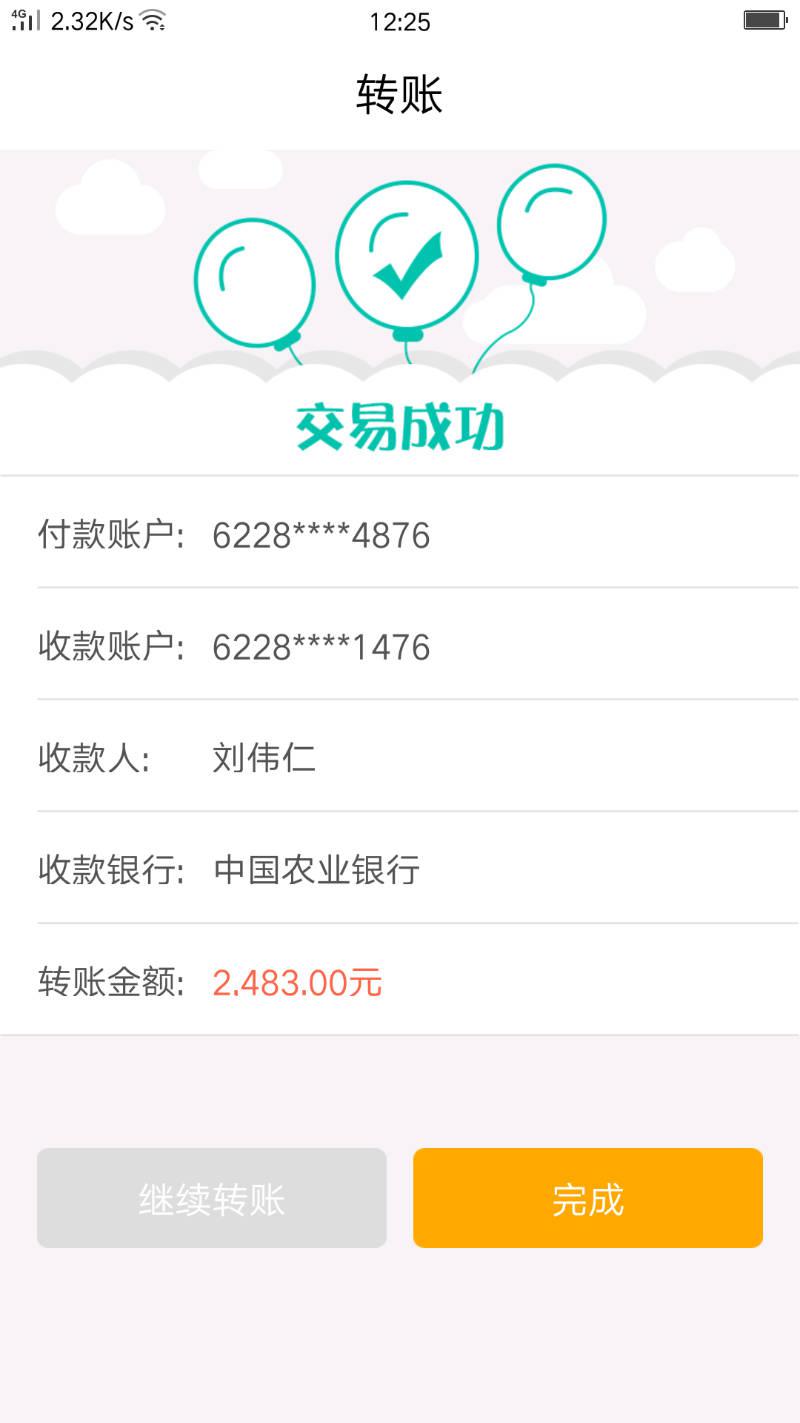 4G 2.32K/s 12:25
转账
交易成功
付款账户: 6228****4876
收款账户: 6228****1476
收款人: 刘伟仁
收款银行: 中国农业银行
转账金额: 2.483.00元
继续转账 完成